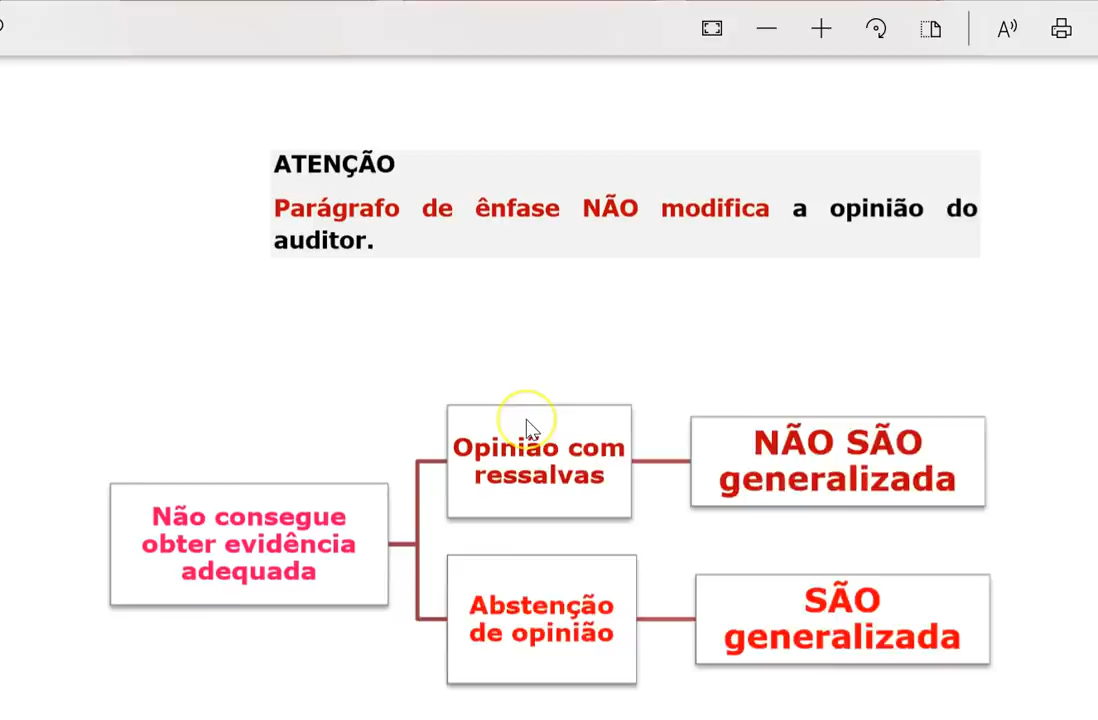 ATENÇÃO
Parágrafo de ênfase NÃO modifica a opinião do
auditor.
Opinião com
ressalvas
NÃO SÃO
generalizada
Não consegue
obter evidência
adequada
Abstenção
de opinião
SÃO
generalizada